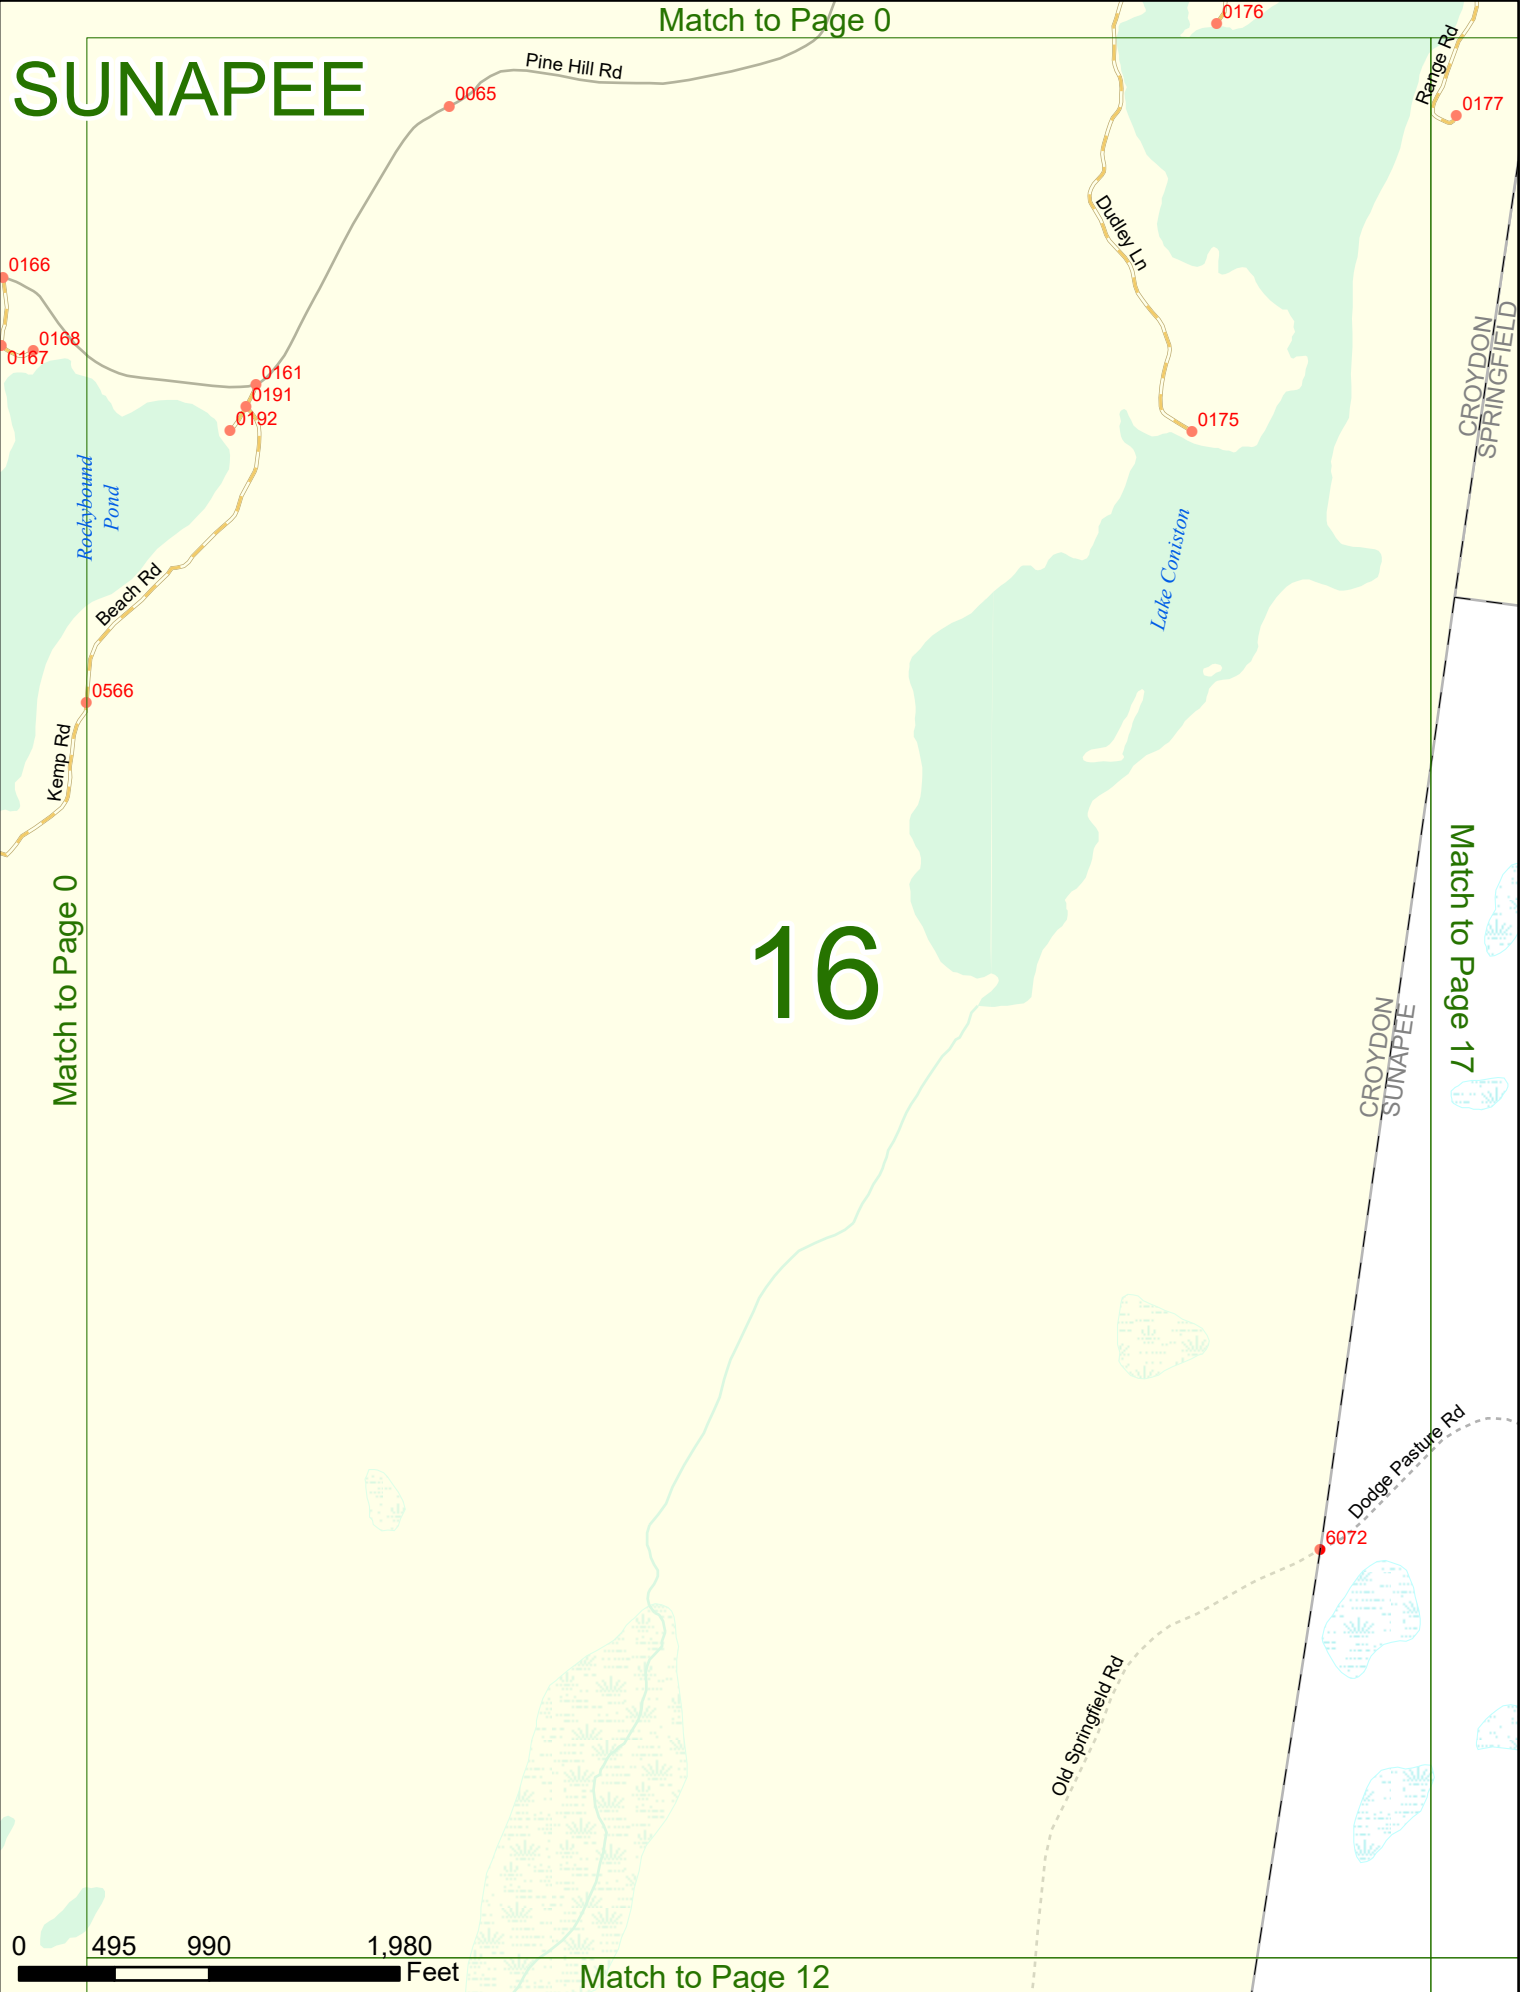 Match to Page 0
0176
Range Rd
SUNAPEE
Pine Hill Rd
0065
0177
Dudley Ln
0166
0168
0167
0161
0191
0192
0175
CROYDON
SPRINGFIELD
Rockybound
Pond
Lake Coniston
Beach Rd
0566
Kemp Rd
Match to Page 0
16
Match to Page 17
CROYDON
SUNAPEE
Dodge Pasture Rd
6072
Old Springfield Rd
0 495 990 1,980
Feet
Match to Page 12